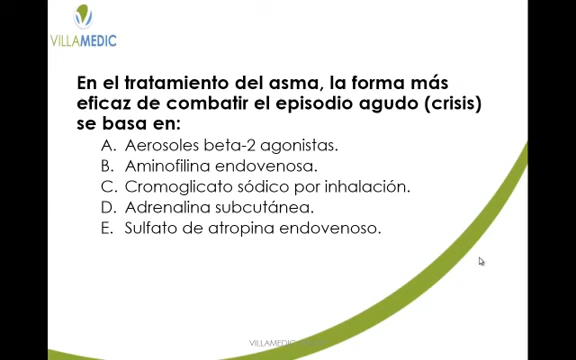 VILLAMEDIC
En el tratamiento del asma, la forma más
eficaz de combatir el episodio agudo (crisis)
se basa en:
A. Aerosoles beta-2 agonistas.
B. Aminofilina endovenosa.
C. Cromoglicato sódico por inhalación.
D. Adrenalina subcutánea.
E. Sulfato de atropina endovenoso.
VILLAMEDIC